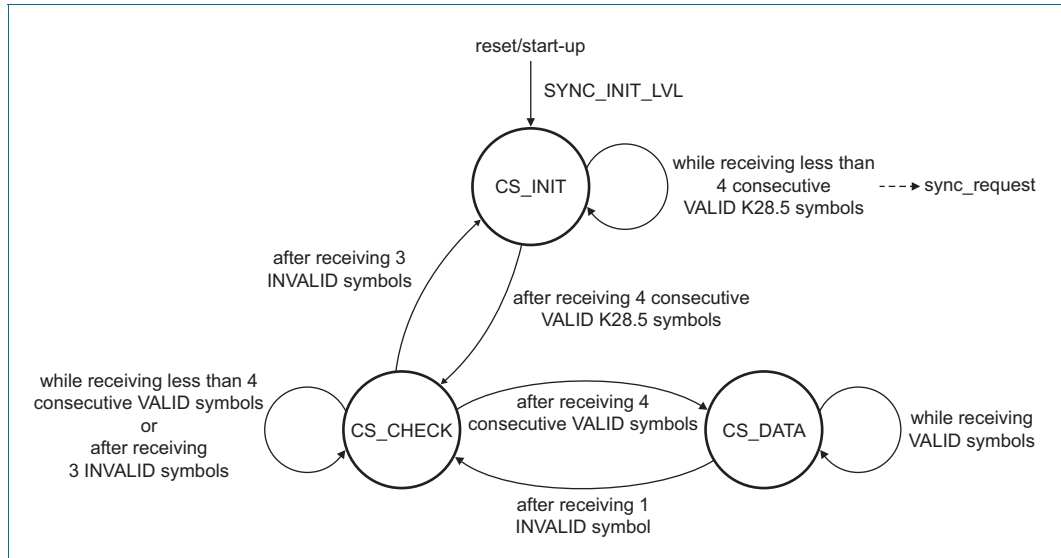 reset/start-up
SYNC_INIT_LVL
CS_INIT
while receiving less than
4 consecutive
VALID K28.5 symbols
sync_request
after receiving 3
INVALID symbols
after receiving 4 consecutive
VALID K28.5 symbols
while receiving less than 4
consecutive VALID symbols
or
after receiving
3 INVALID symbols
CS_CHECK
after receiving 4
consecutive VALID symbols
CS_DATA
while receiving
VALID symbols
after receiving 1
INVALID symbol